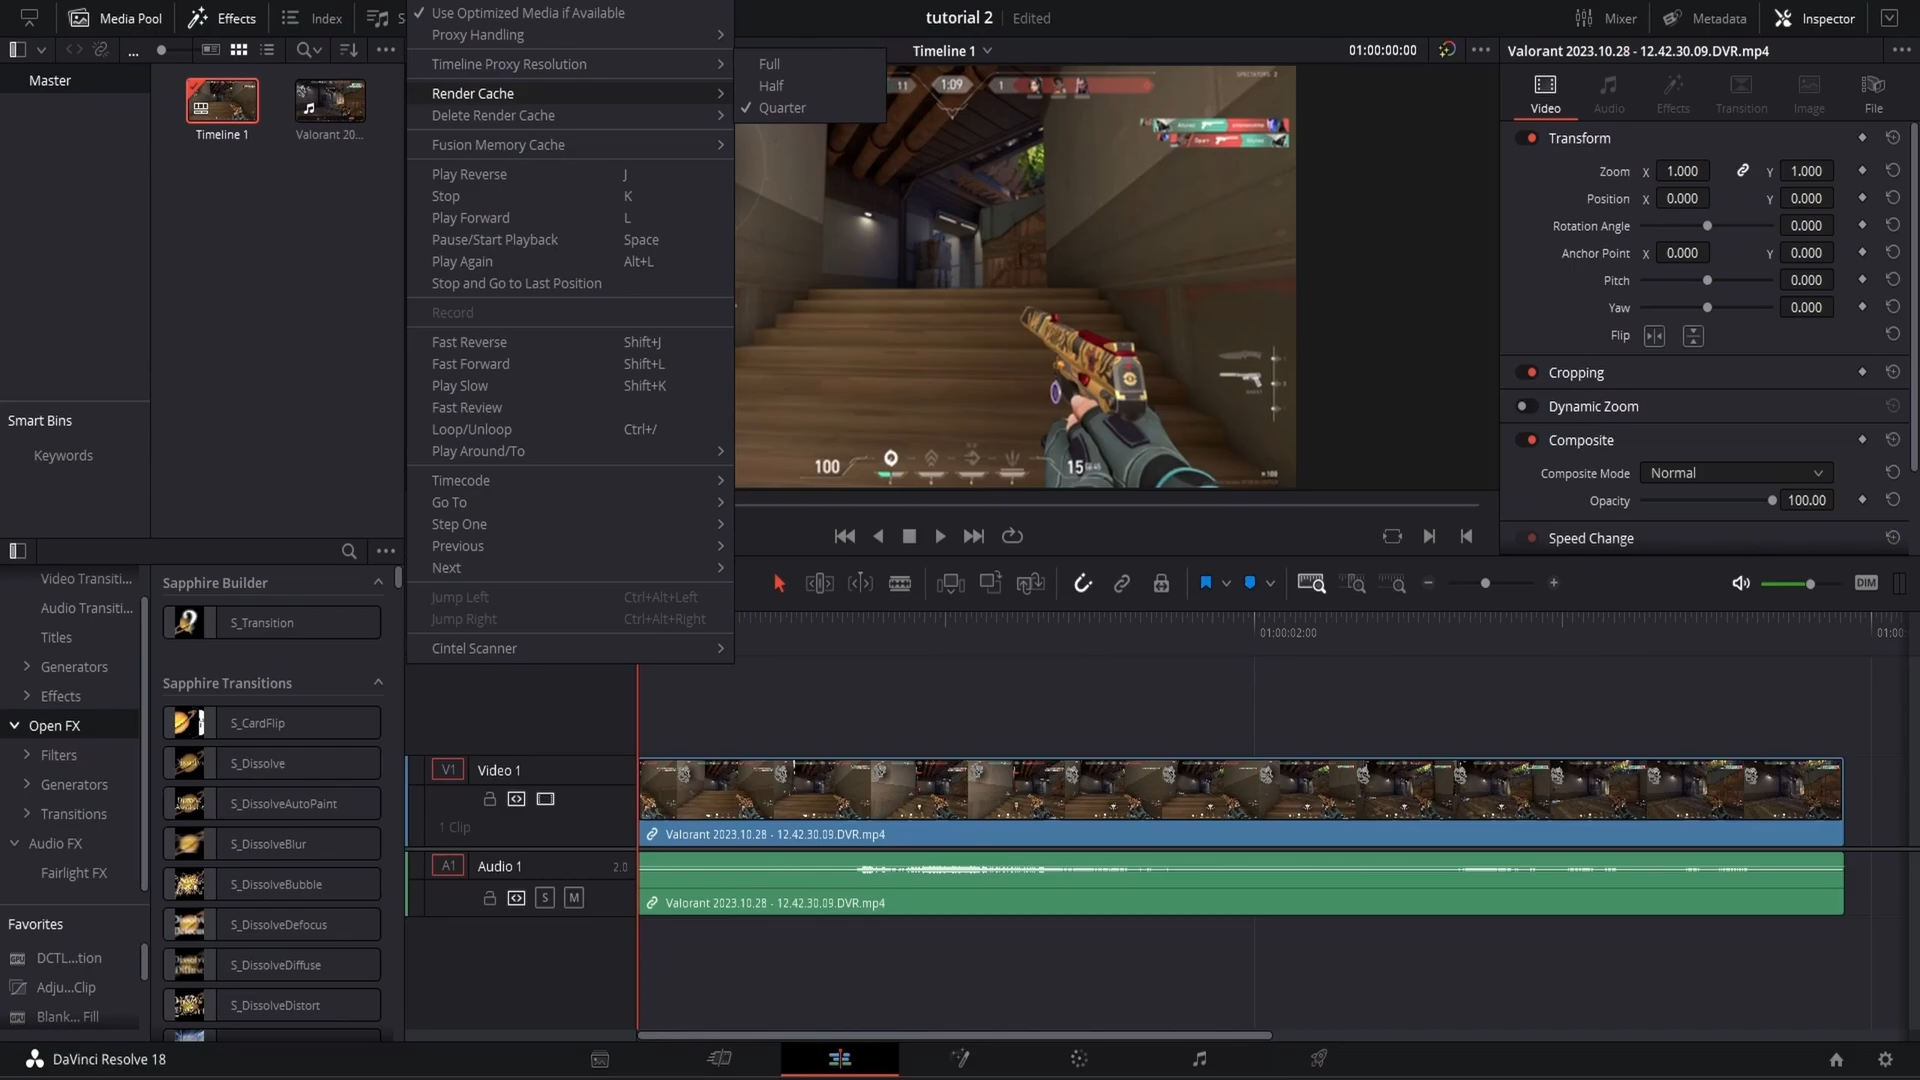 Media Pool
Effects
Index
S
tutorial 2
Edited
Mixer
Metadata
Inspector
Timeline 1
01:00:00:00
Valorant 2023.10.28 - 12.42.30.09.DVR.mp4
Master
Timeline 1
Valorant 20...
Smart Bins
Keywords
Use Optimized Media if Available
Proxy Handling
Timeline Proxy Resolution
Full
Half
Quarter
Render Cache
Delete Render Cache
Fusion Memory Cache
Play Reverse J
Stop K
Play Forward L
Pause/Start Playback Space
Play Again Alt+L
Stop and Go to Last Position
Record
Fast Reverse Shift+J
Fast Forward Shift+L
Play Slow Shift+K
Fast Review
Loop/Unloop Ctrl+/
Play Around/To
Timecode
Go To
Step One
Previous
Next
Jump Left Ctrl+Alt+Left
Jump Right Ctrl+Alt+Right
Cintel Scanner
11
1:09
1
100
15
Video
Audio
Effects
Transition
Image
File
Transform
Zoom X 1.000 Y 1.000
Position X 0.000 Y 0.000
Rotation Angle 0.000
Anchor Point X 0.000 Y 0.000
Pitch 0.000
Yaw 0.000
Flip
Cropping
Dynamic Zoom
Composite
Composite Mode Normal
Opacity 100.00
Speed Change
Video Transiti...
Audio Transiti...
Titles
Generators
Effects
Open FX
Filters
Generators
Transitions
Audio FX
Fairlight FX
Favorites
DCTL...tion
Adju...Clip
Blank... Fill
Sapphire Builder
S_Transition
Sapphire Transitions
S_CardFlip
S_Dissolve
S_DissolveAutoPaint
S_DissolveBlur
S_DissolveBubble
S_DissolveDefocus
S_DissolveDiffuse
S_DissolveDistort
DIM
01:00:02:00
01:00
V1 Video 1
1 Clip
Valorant 2023.10.28 - 12.42.30.09.DVR.mp4
A1 Audio 1 2.0
S M
Valorant 2023.10.28 - 12.42.30.09.DVR.mp4
DaVinci Resolve 18